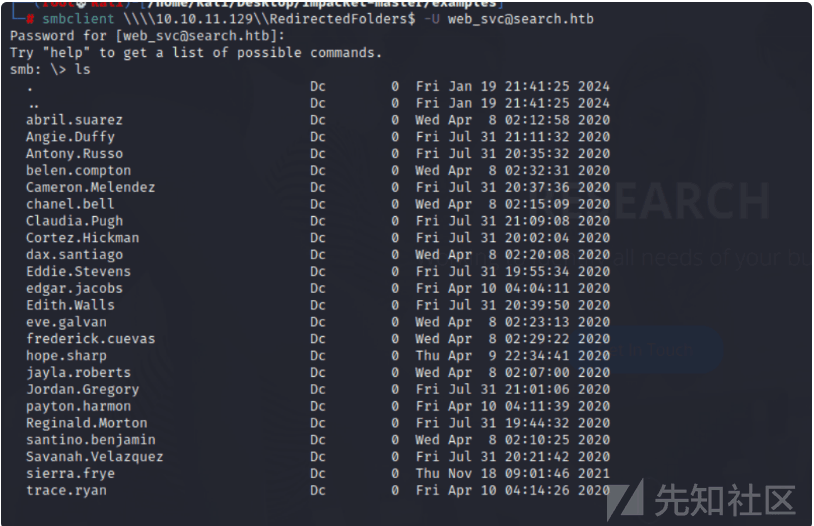 (root㉿kali)-[/home/kali/Desktop/impacket-master/examples]
└─# smbclient \\\\10.10.11.129\\RedirectedFolders$ -U web_svc@search.htb
Password for [web_svc@search.htb]:
Try "help" to get a list of possible commands.
smb: \> ls
. Dc 0 Fri Jan 19 21:41:25 2024
.. Dc 0 Fri Jan 19 21:41:25 2024
abril.suarez Dc 0 Wed Apr 8 02:12:58 2020
Angie.Duffy Dc 0 Fri Jul 31 21:11:32 2020
Antony.Russo Dc 0 Fri Jul 31 20:35:32 2020
belen.compton Dc 0 Wed Apr 8 02:32:31 2020
Cameron.Melendez Dc 0 Fri Jul 31 20:37:36 2020
chanel.bell Dc 0 Wed Apr 8 02:15:09 2020
Claudia.Pugh Dc 0 Fri Jul 31 21:09:08 2020
Cortez.Hickman Dc 0 Fri Jul 31 20:02:04 2020
dax.santiago Dc 0 Wed Apr 8 02:20:08 2020
Eddie.Stevens Dc 0 Fri Jul 31 19:55:34 2020
edgar.jacobs Dc 0 Fri Apr 10 04:04:11 2020
Edith.Walls Dc 0 Fri Jul 31 20:39:50 2020
eve.galvan Dc 0 Wed Apr 8 02:23:13 2020
frederick.cuevas Dc 0 Wed Apr 8 02:29:22 2020
hope.sharp Dc 0 Thu Apr 9 22:34:41 2020
jayla.roberts Dc 0 Wed Apr 8 02:07:00 2020
Jordan.Gregory Dc 0 Fri Jul 31 21:01:06 2020
payton.harmon Dc 0 Fri Apr 10 04:11:39 2020
Reginald.Morton Dc 0 Fri Jul 31 19:44:32 2020
santino.benjamin Dc 0 Wed Apr 8 02:10:25 2020
Savanah.Velazquez Dc 0 Fri Jul 31 20:21:42 2020
sierra.frye Dc 0 Thu Nov 18 09:01:46 2021
trace.ryan Dc 0 Fri Apr 10 04:14:26 2020
先知社区